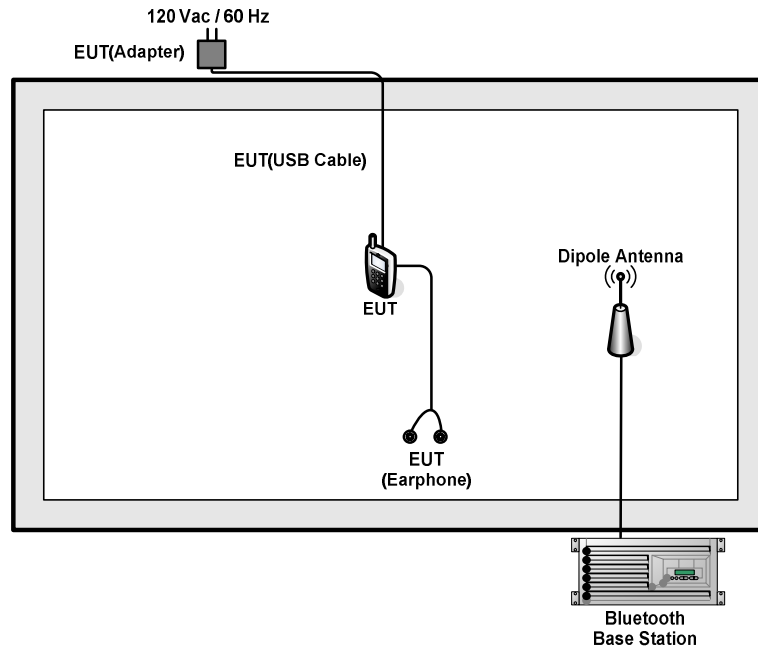 120 Vac / 60 Hz
EUT(Adapter)
EUT(USB Cable)
Dipole Antenna
EUT
EUT
(Earphone)
Bluetooth
Base Station